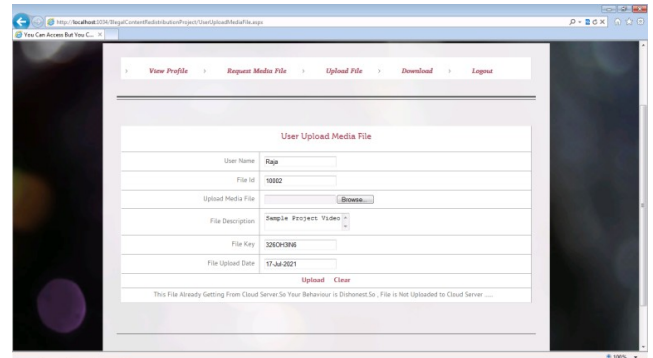 http://localhost:1034/IllegalContentRedistributionProject/UserUploadMediaFile.aspx
You Can Access But You C...
View Profile Request Media File Upload File Download Logout
User Upload Media File
User Name Raja
File Id 10002
Upload Media File Browse...
File Description Sample Project Video
File Key 326OH3IN6
File Upload Date 17-Jul-2021
Upload Clear
This File Already Getting From Cloud Server.So Your Behaviour is Dishonest.So , File is Not Uploaded to Cloud Server .....
100%